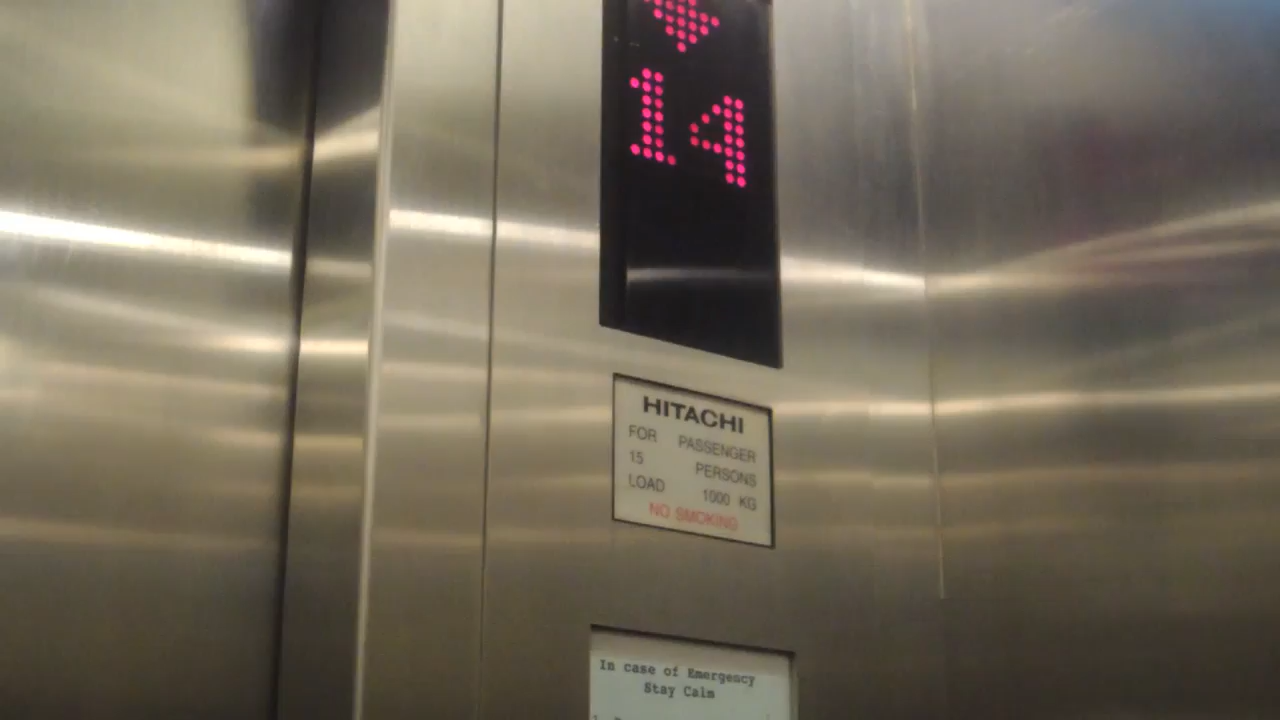 14
HITACHI
FOR PASSENGER
15 PERSONS
LOAD 1000 KG
NO SMOKING
In case of Emergency
Stay Calm